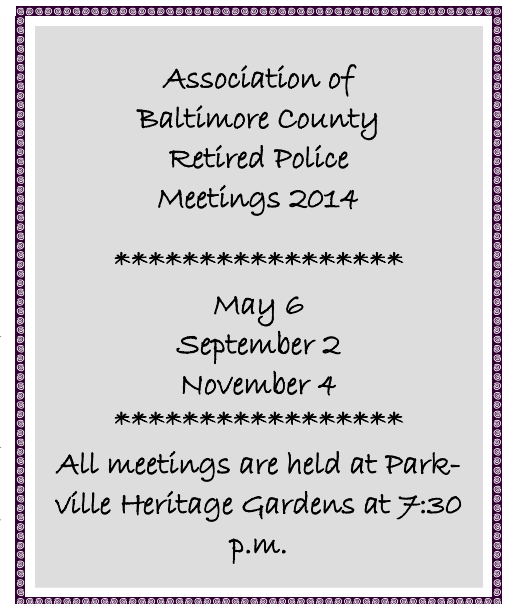 Association of
Baltimore County
Retired Police
Meetings 2014
*****************
May 6
September 2
November 4
*****************
All meetings are held at Park-
ville Heritage Gardens at 7:30
p.m.